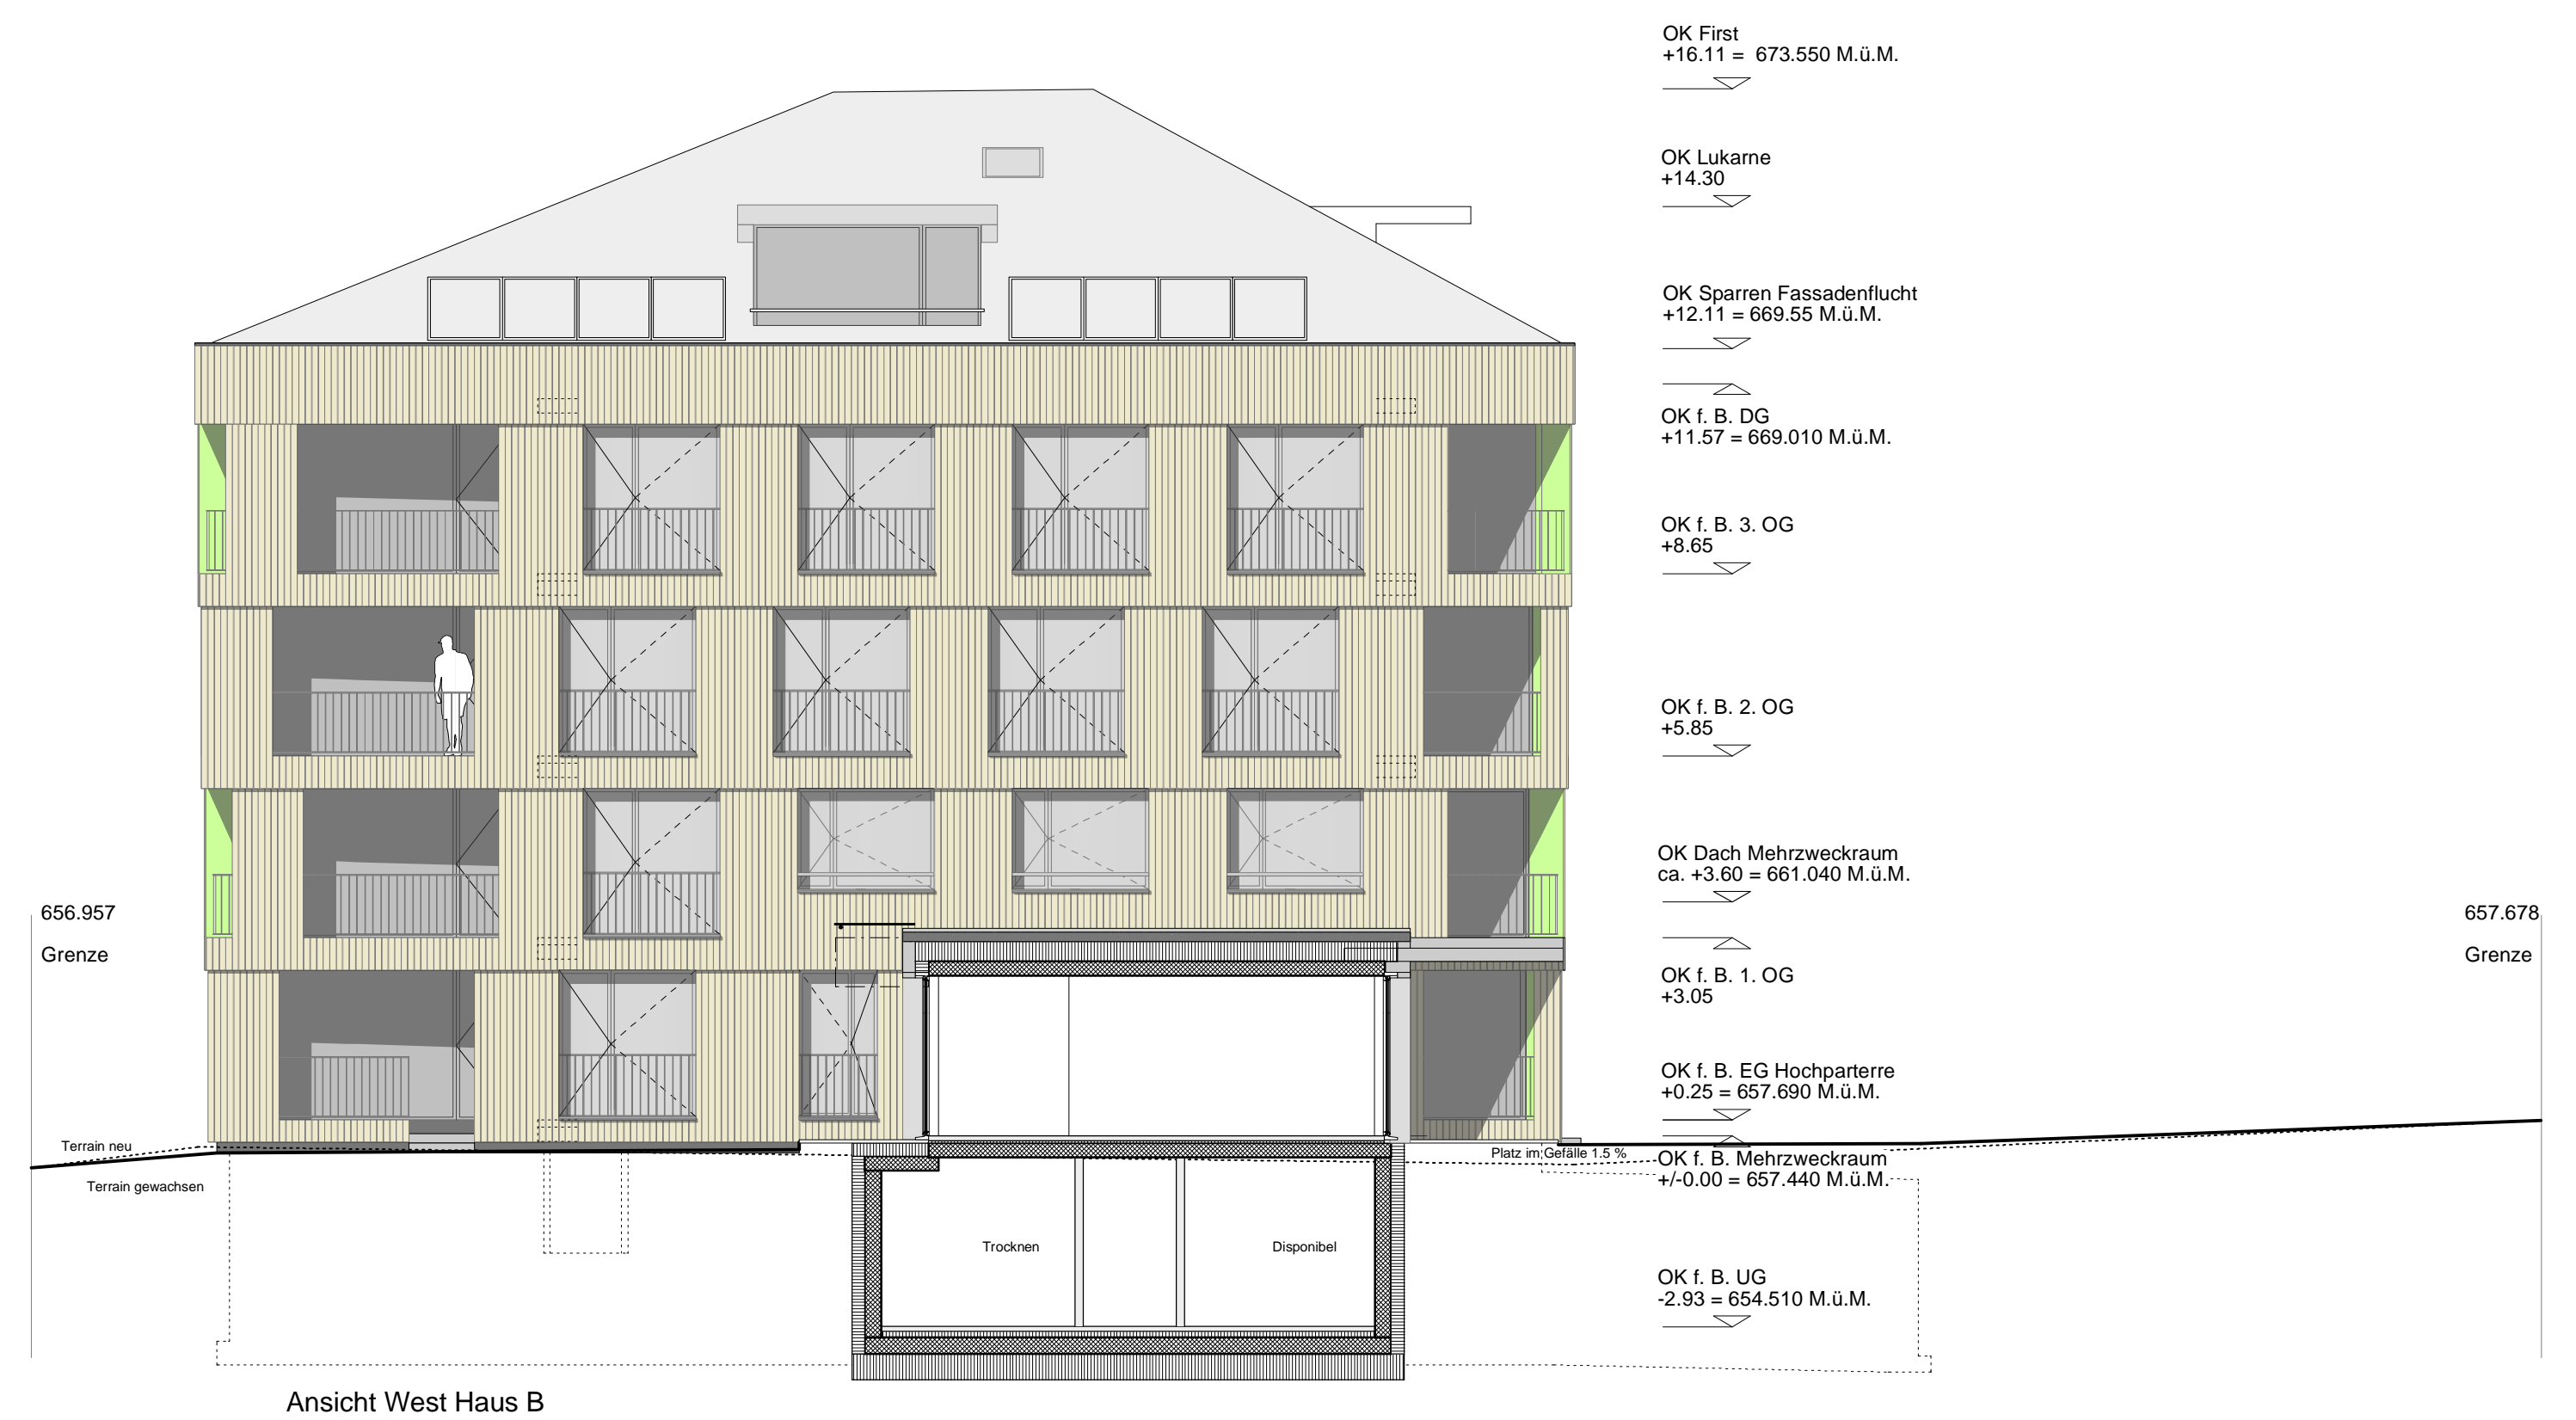 OK First
+16.11 = 673.550 M.ü.M.
OK Lukarne
+14.30
OK Sparren Fassadenflucht
+12.11 = 669.55 M.ü.M.
OK f. B. DG
+11.57 = 669.010 M.ü.M.
OK f. B. 3. OG
+8.65
OK f. B. 2. OG
+5.85
OK Dach Mehrzweckraum
ca. +3.60 = 661.040 M.ü.M.
656.957
Grenze
657.678
Grenze
OK f. B. 1. OG
+3.05
OK f. B. EG Hochparterre
+0.25 = 657.690 M.ü.M.
Terrain neu
Platz im Gefälle 1.5 %
OK f. B. Mehrzweckraum
+/-0.00 = 657.440 M.ü.M.
Terrain gewachsen
Trocknen
Disponibel
OK f. B. UG
-2.93 = 654.510 M.ü.M.
Ansicht West Haus B